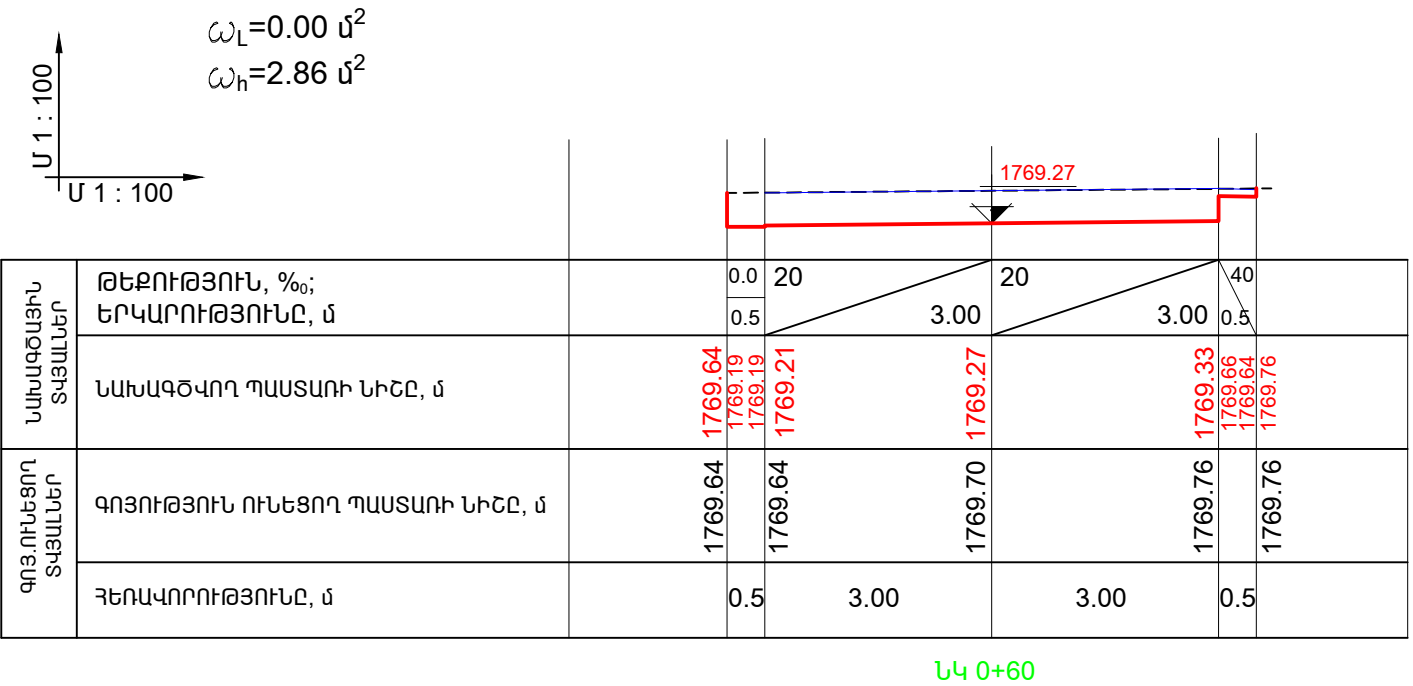 ωL=0.00 մ²
ωh=2.86 մ²
Մ 1 : 100
Մ 1 : 100
1769.27
ՆԱԽԱԳԾԱՅԻՆ
ՏՎՅԱԼՆԵՐ
ԹԵՔՈՒԹՅՈՒՆ, %₀;
ԵՐԿԱՐՈՒԹՅՈՒՆԸ, մ
0.0 20 20 40
0.5 3.00 3.00 0.5
ՆԱԽԱԳԾՎՈՂ ՊԱՍՏԱՌԻ ՆԻՇԸ, մ
1769.64 1769.19 1769.19 1769.21 1769.27 1769.33 1769.66 1769.64 1769.76
ԳՈՅ.ՈՒՆԵՑՈՂ
ՏՎՅԱԼՆԵՐ
ԳՈՅՈՒԹՅՈՒՆ ՈՒՆԵՑՈՂ ՊԱՍՏԱՌԻ ՆԻՇԸ, մ
1769.64 1769.64 1769.70 1769.76 1769.76
ՀԵՌԱՎՈՐՈՒԹՅՈՒՆԸ, մ
0.5 3.00 3.00 0.5
ՆԿ 0+60